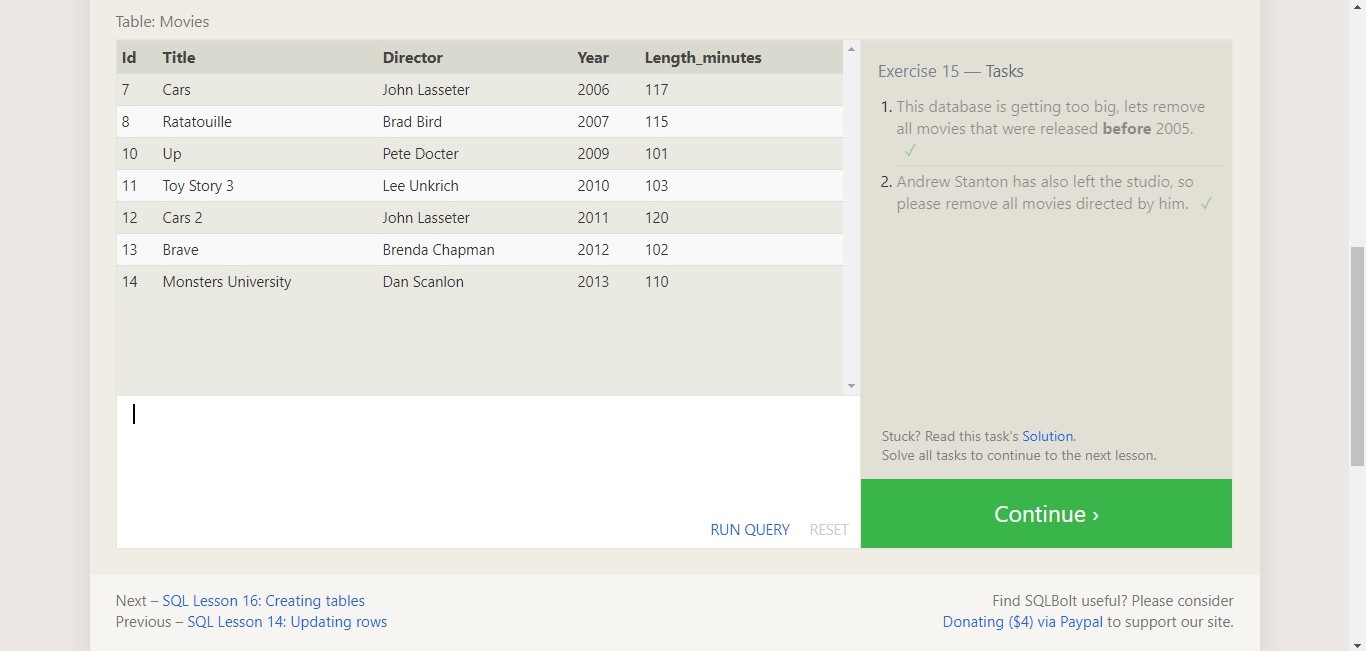 Table: Movies
Id Title Director Year Length_minutes
7 Cars John Lasseter 2006 117
8 Ratatouille Brad Bird 2007 115
10 Up Pete Docter 2009 101
11 Toy Story 3 Lee Unkrich 2010 103
12 Cars 2 John Lasseter 2011 120
13 Brave Brenda Chapman 2012 102
14 Monsters University Dan Scanlon 2013 110
RUN QUERY RESET
Exercise 15 — Tasks
1. This database is getting too big, lets remove
all movies that were released before 2005.
✓
2. Andrew Stanton has also left the studio, so
please remove all movies directed by him. ✓
Stuck? Read this task's Solution.
Solve all tasks to continue to the next lesson.
Continue ›
Next – SQL Lesson 16: Creating tables
Previous – SQL Lesson 14: Updating rows
Find SQLBolt useful? Please consider
Donating ($4) via Paypal to support our site.